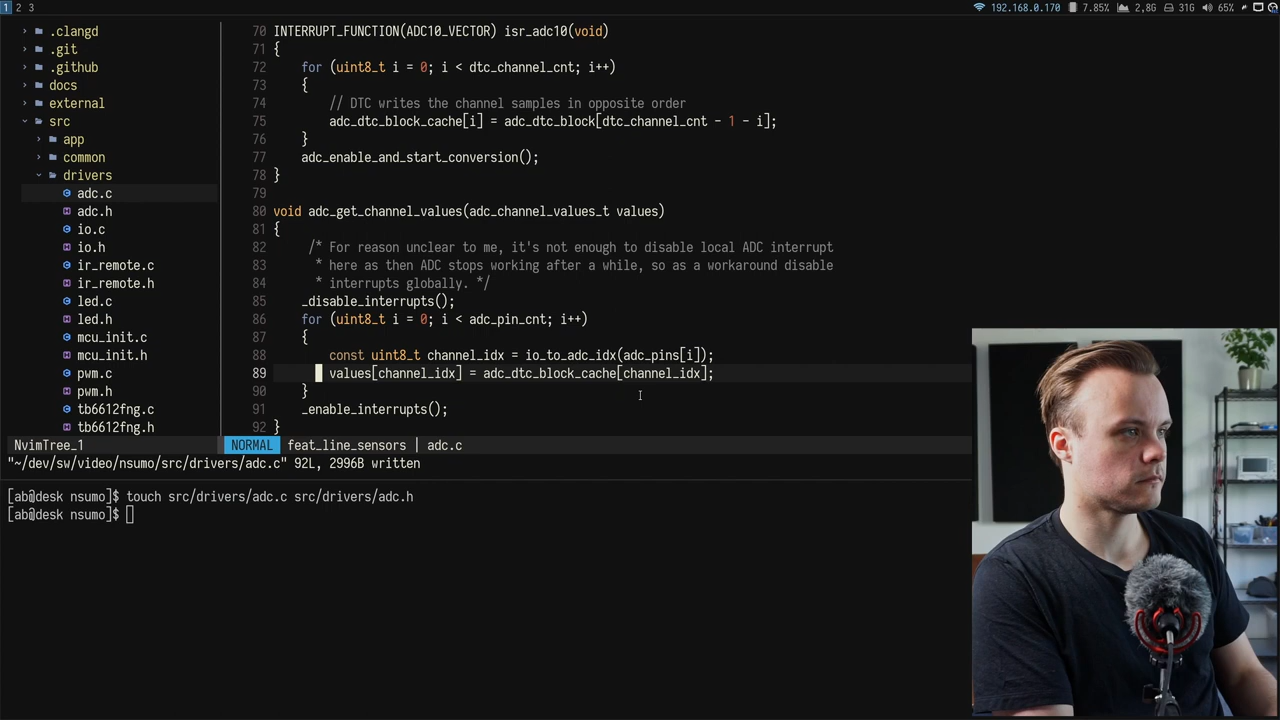 1 2 3
192.168.0.170 7.85% 2,8G 31G 65%
.clangd
.git
.github
docs
external
src
app
common
drivers
adc.c
adc.h
io.c
io.h
ir_remote.c
ir_remote.h
led.c
led.h
mcu_init.c
mcu_init.h
pwm.c
pwm.h
tb6612fng.c
tb6612fng.h
70 INTERRUPT_FUNCTION(ADC10_VECTOR) isr_adc10(void)
71 {
72 for (uint8_t i = 0; i < dtc_channel_cnt; i++)
73 {
74 // DTC writes the channel samples in opposite order
75 adc_dtc_block_cache[i] = adc_dtc_block[dtc_channel_cnt - 1 - i];
76 }
77 adc_enable_and_start_conversion();
78 }
79
80 void adc_get_channel_values(adc_channel_values_t values)
81 {
82 /* For reason unclear to me, it's not enough to disable local ADC interrupt
83 * here as then ADC stops working after a while, so as a workaround disable
84 * interrupts globally. */
85 _disable_interrupts();
86 for (uint8_t i = 0; i < adc_pin_cnt; i++)
87 {
88 const uint8_t channel_idx = io_to_adc_idx(adc_pins[i]);
89 values[channel_idx] = adc_dtc_block_cache[channel_idx];
90 }
91 _enable_interrupts();
92 }
NvimTree_1
NORMAL feat_line_sensors | adc.c
"~/dev/sw/video/nsumo/src/drivers/adc.c" 92L, 2996B written
[ab@desk nsumo]$ touch src/drivers/adc.c src/drivers/adc.h
[ab@desk nsumo]$